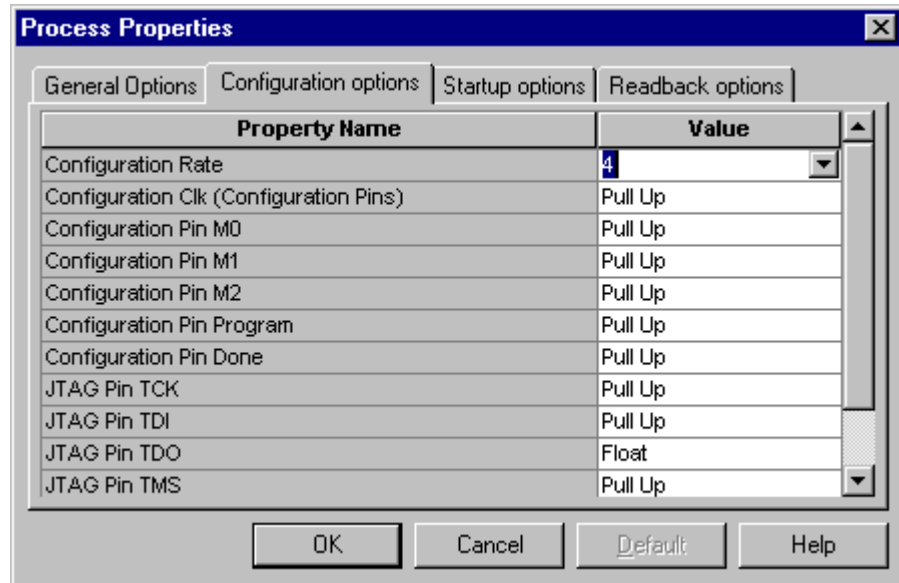 Process Properties
General Options Configuration options Startup options Readback options
Property Name Value
Configuration Rate 4
Configuration Clk (Configuration Pins) Pull Up
Configuration Pin M0 Pull Up
Configuration Pin M1 Pull Up
Configuration Pin M2 Pull Up
Configuration Pin Program Pull Up
Configuration Pin Done Pull Up
JTAG Pin TCK Pull Up
JTAG Pin TDI Pull Up
JTAG Pin TDO Float
JTAG Pin TMS Pull Up
OK Cancel Default Help